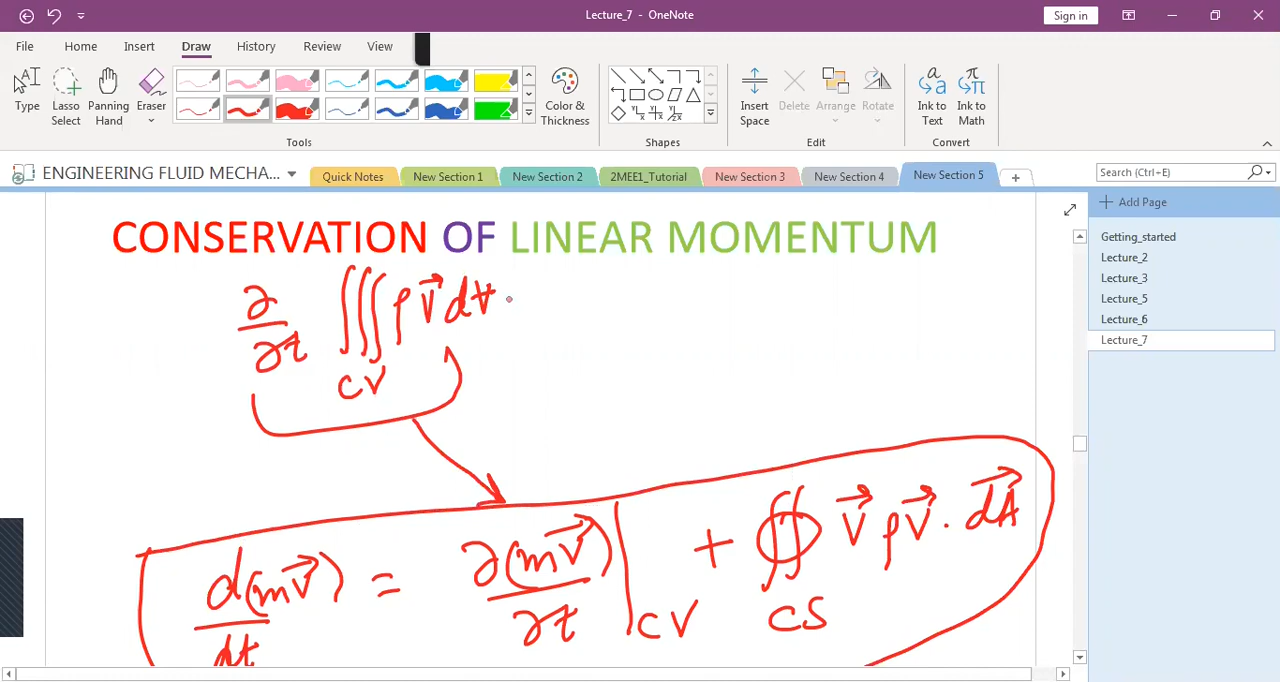 Lecture_7 - OneNote
Sign in
File Home Insert Draw History Review View
Type
Lasso Select
Panning Hand
Eraser
Color & Thickness
Insert Space
Delete
Arrange
Rotate
Ink to Text
Ink to Math
Tools
Shapes
Edit
Convert
ENGINEERING FLUID MECHA...
Quick Notes
New Section 1
New Section 2
2MEE1_Tutorial
New Section 3
New Section 4
New Section 5
Search (Ctrl+E)
Add Page
Getting_started
Lecture_2
Lecture_3
Lecture_5
Lecture_6
Lecture_7
CONSERVATION OF LINEAR MOMENTUM
∂/∂t ∭ ρV⃗ dV̶
CV
d(mV⃗)/dt = ∂(mV⃗)/∂t |CV + ∯ V⃗ ρV⃗ · dA⃗
CS